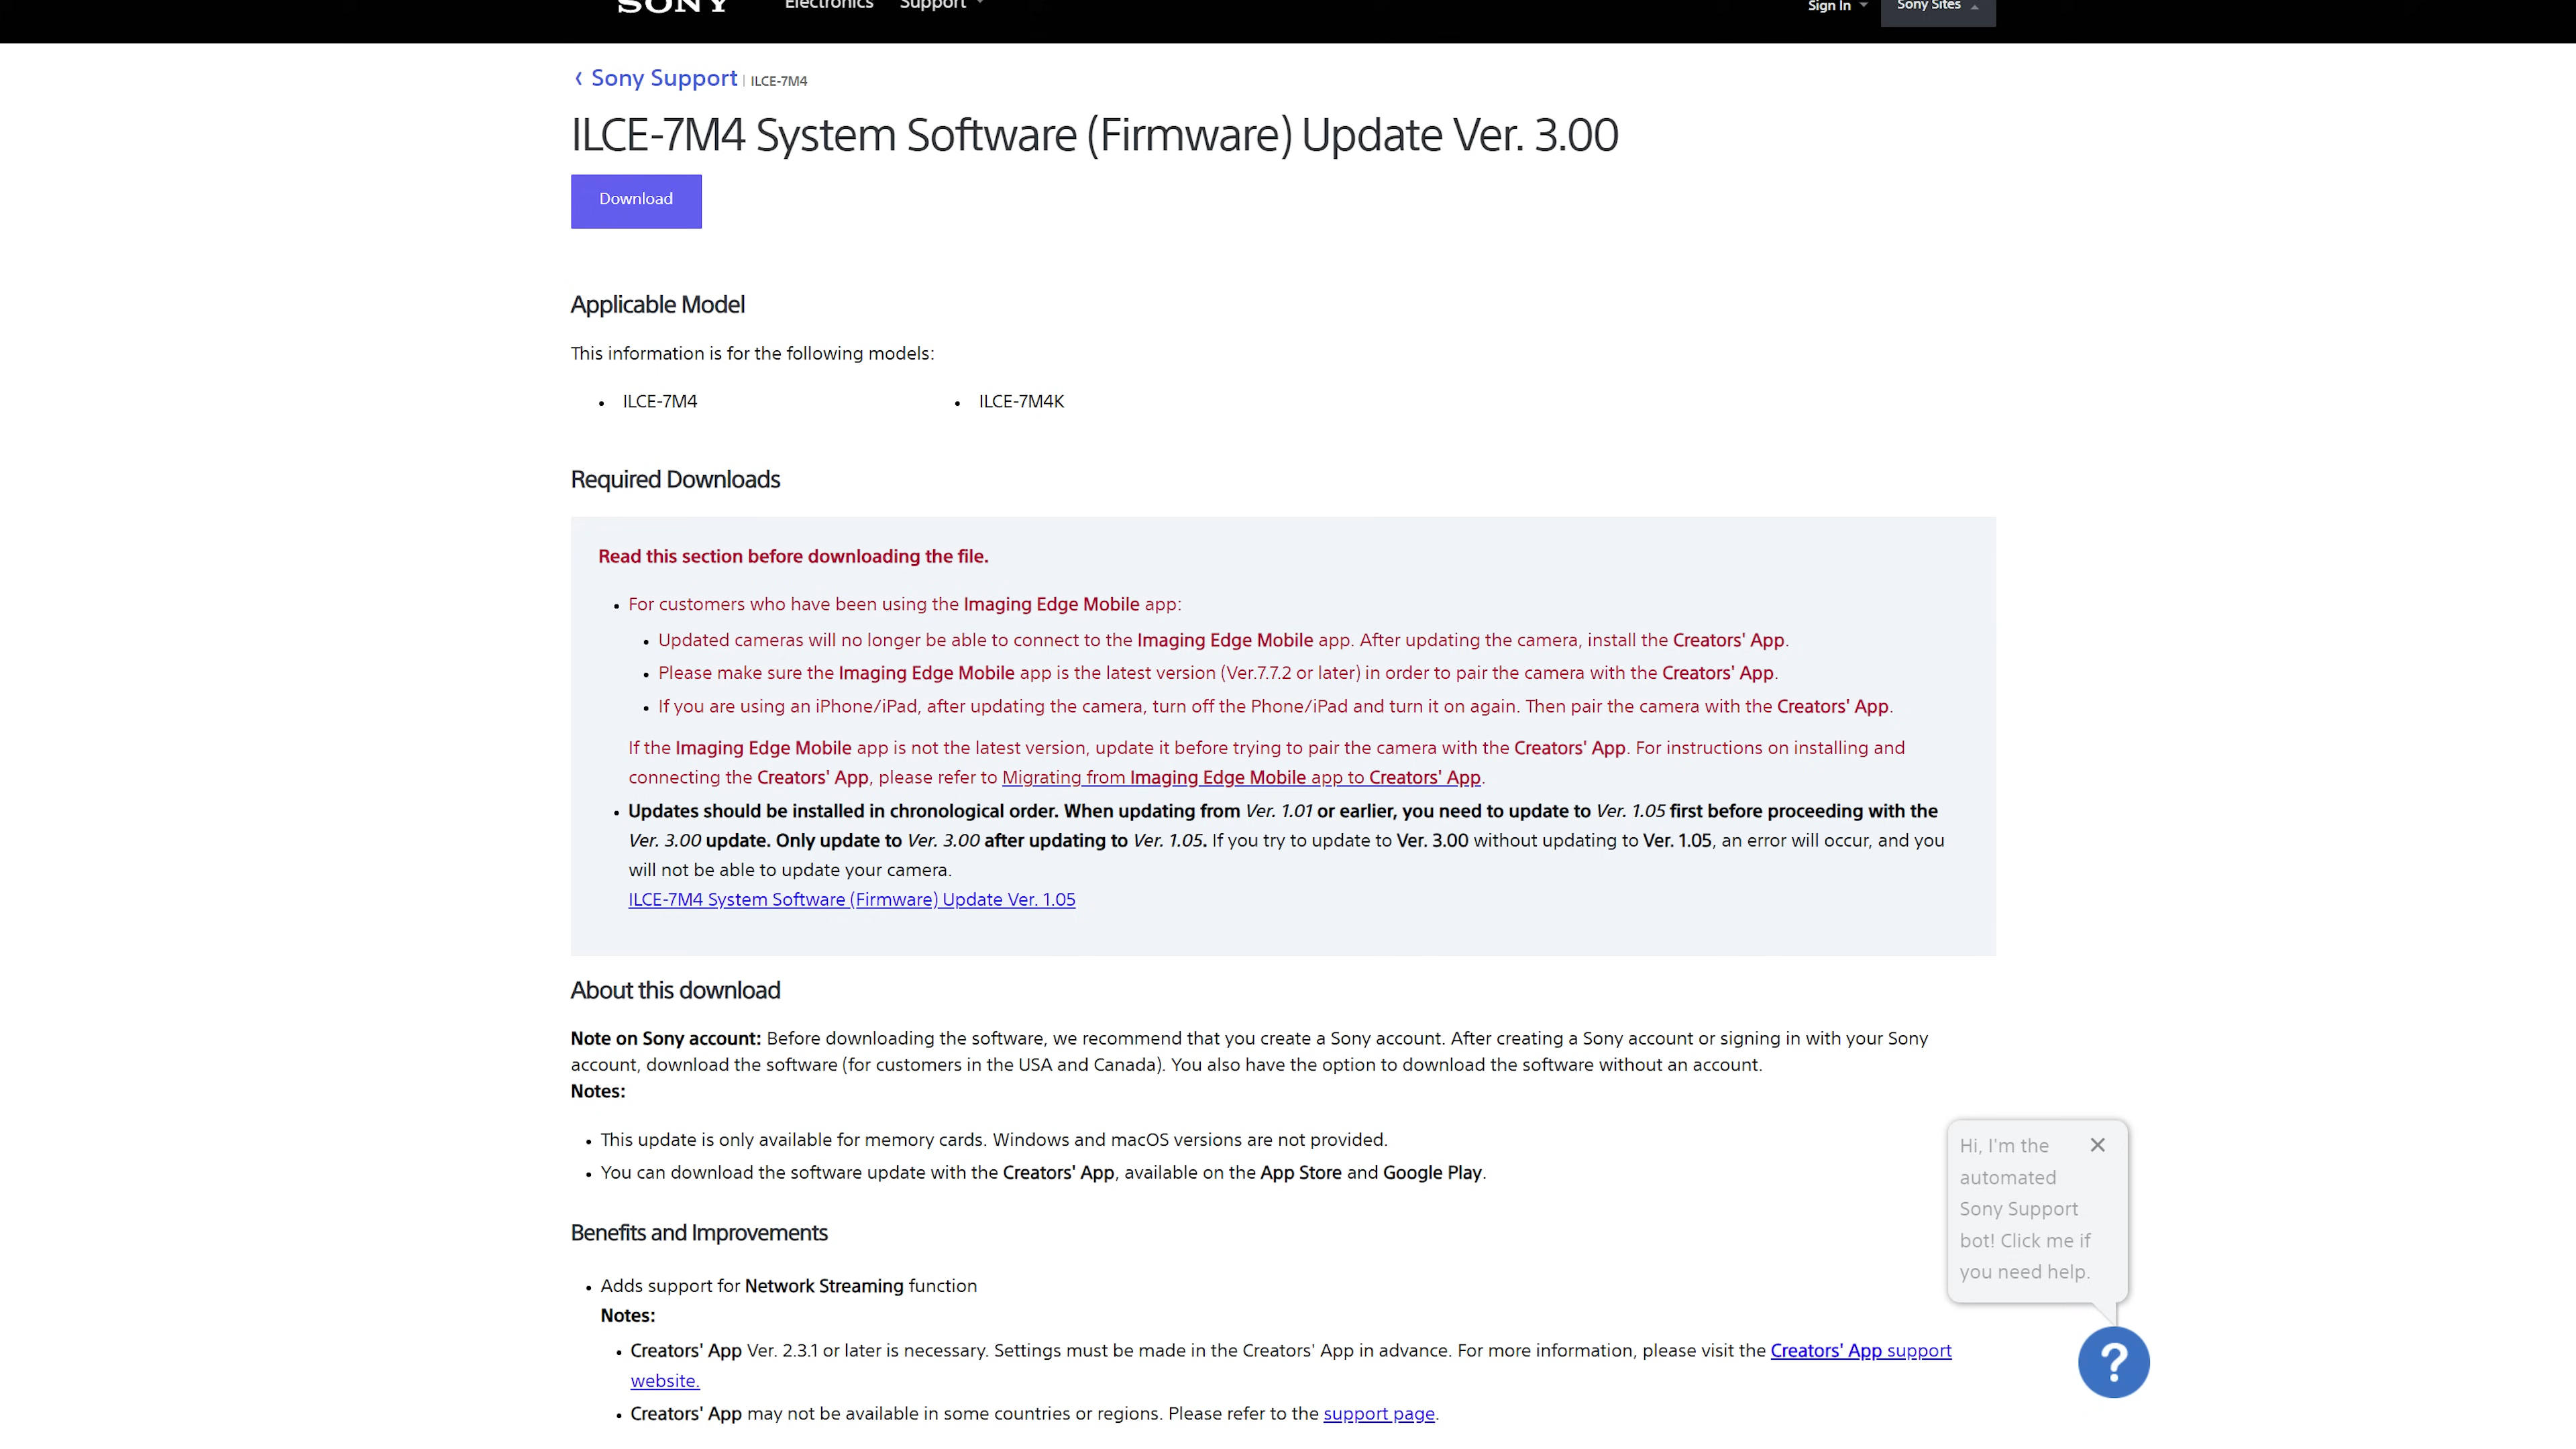 SONY Electronics Support Sign In Sony Sites
Sony Support | ILCE-7M4
ILCE-7M4 System Software (Firmware) Update Ver. 3.00
Download
Applicable Model
This information is for the following models:
• ILCE-7M4 • ILCE-7M4K
Required Downloads
Read this section before downloading the file.
• For customers who have been using the Imaging Edge Mobile app:
• Updated cameras will no longer be able to connect to the Imaging Edge Mobile app. After updating the camera, install the Creators' App.
• Please make sure the Imaging Edge Mobile app is the latest version (Ver.7.7.2 or later) in order to pair the camera with the Creators' App.
• If you are using an iPhone/iPad, after updating the camera, turn off the Phone/iPad and turn it on again. Then pair the camera with the Creators' App.
If the Imaging Edge Mobile app is not the latest version, update it before trying to pair the camera with the Creators' App. For instructions on installing and
connecting the Creators' App, please refer to Migrating from Imaging Edge Mobile app to Creators' App.
• Updates should be installed in chronological order. When updating from Ver. 1.01 or earlier, you need to update to Ver. 1.05 first before proceeding with the
Ver. 3.00 update. Only update to Ver. 3.00 after updating to Ver. 1.05. If you try to update to Ver. 3.00 without updating to Ver. 1.05, an error will occur, and you
will not be able to update your camera.
ILCE-7M4 System Software (Firmware) Update Ver. 1.05
About this download
Note on Sony account: Before downloading the software, we recommend that you create a Sony account. After creating a Sony account or signing in with your Sony
account, download the software (for customers in the USA and Canada). You also have the option to download the software without an account.
Notes:
• This update is only available for memory cards. Windows and macOS versions are not provided.
• You can download the software update with the Creators' App, available on the App Store and Google Play.
Benefits and Improvements
• Adds support for Network Streaming function
Notes:
• Creators' App Ver. 2.3.1 or later is necessary. Settings must be made in the Creators' App in advance. For more information, please visit the Creators' App support
website.
• Creators' App may not be available in some countries or regions. Please refer to the support page.
Hi, I'm the
automated
Sony Support
bot! Click me if
you need help.
?